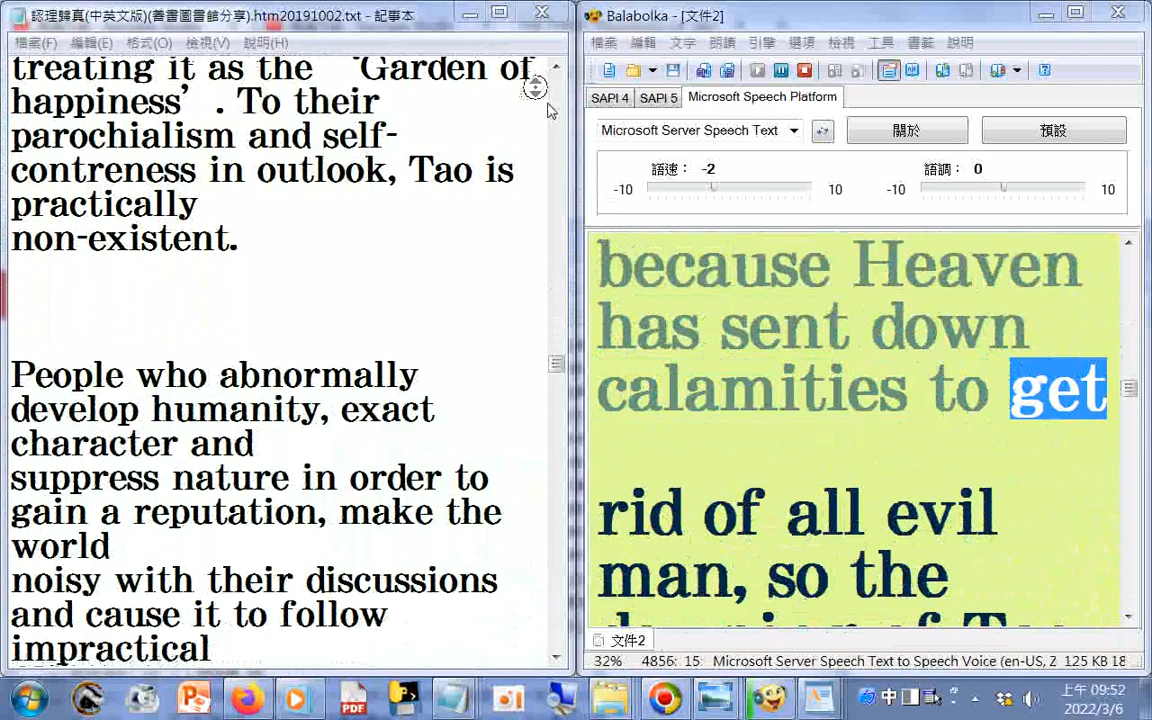 認理歸真(中英文版)(善書圖書館分享).htm20191002.txt - 記事本
檔案(F) 編輯(E) 格式(O) 檢視(V) 說明(H)
treating it as the ‵Garden of
happiness’. To their
parochialism and self-
contreness in outlook, Tao is
practically
non-existent.
People who abnormally
develop humanity, exact
character and
suppress nature in order to
gain a reputation, make the
world
noisy with their discussions
and cause it to follow
impractical
Balabolka - [文件2]
檔案 編輯 文字 朗讀 引擎 選項 檢視 工具 書籤 說明
SAPI 4 SAPI 5 Microsoft Speech Platform
Microsoft Server Speech Text 關於 預設
語速： -2 語調： 0
-10 10 -10 10
because Heaven
has sent down
calamities to get
rid of all evil
man, so the
文件2
32% 4856: 15 Microsoft Server Speech Text to Speech Voice (en-US, Z 125 KB 18
PDF 中 上午 09:52
2022/3/6